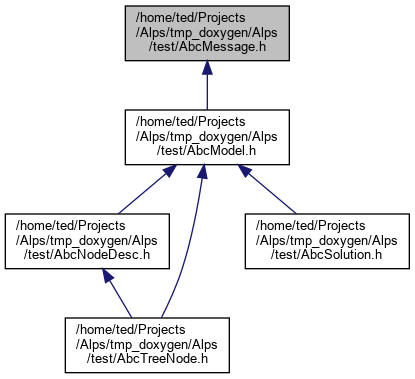 /home/ted/Projects
/Alps/tmp_doxygen/Alps
/test/AbcMessage.h
/home/ted/Projects
/Alps/tmp_doxygen/Alps
/test/AbcModel.h
/home/ted/Projects
/Alps/tmp_doxygen/Alps
/test/AbcNodeDesc.h
/home/ted/Projects
/Alps/tmp_doxygen/Alps
/test/AbcSolution.h
/home/ted/Projects
/Alps/tmp_doxygen/Alps
/test/AbcTreeNode.h